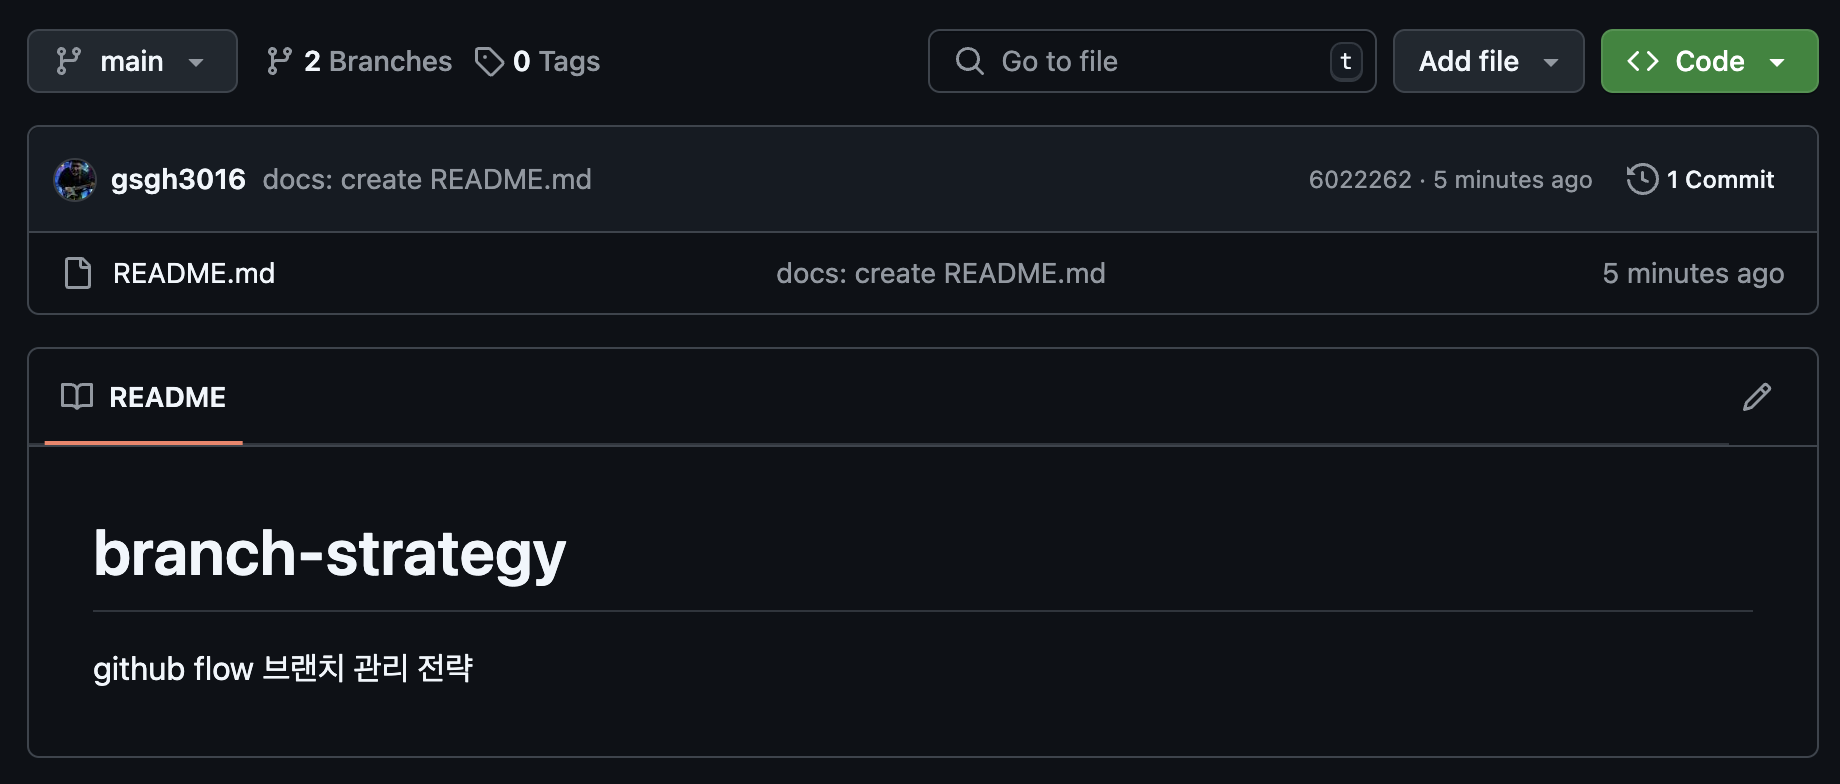 main 2 Branches 0 Tags Go to file t Add file Code
gsgh3016 docs: create README.md 6022262 · 5 minutes ago 1 Commit
README.md docs: create README.md 5 minutes ago
README
branch-strategy
github flow 브랜치 관리 전략